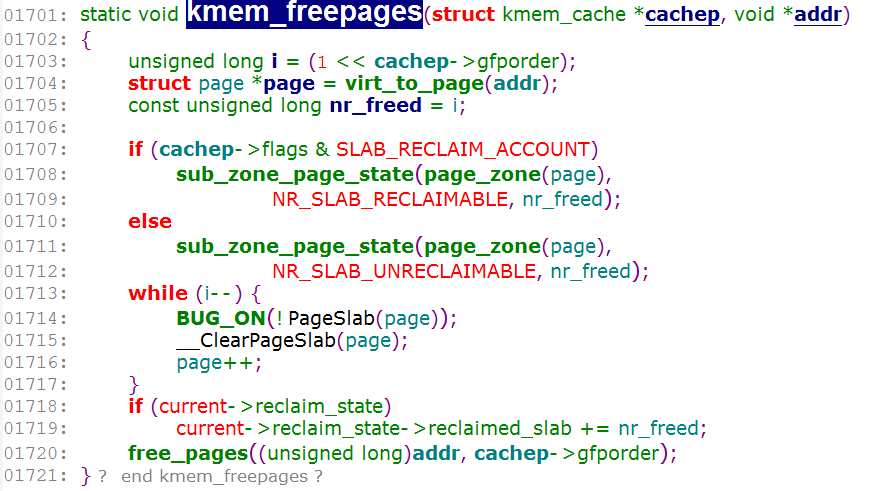 01701: static void kmem_freepages(struct kmem_cache *cachep, void *addr)
01702: {
01703: unsigned long i = (1 << cachep->gfporder);
01704: struct page *page = virt_to_page(addr);
01705: const unsigned long nr_freed = i;
01706:
01707: if (cachep->flags & SLAB_RECLAIM_ACCOUNT)
01708: sub_zone_page_state(page_zone(page),
01709: NR_SLAB_RECLAIMABLE, nr_freed);
01710: else
01711: sub_zone_page_state(page_zone(page),
01712: NR_SLAB_UNRECLAIMABLE, nr_freed);
01713: while (i--) {
01714: BUG_ON(! PageSlab(page));
01715: __ClearPageSlab(page);
01716: page++;
01717: }
01718: if (current->reclaim_state)
01719: current->reclaim_state->reclaimed_slab += nr_freed;
01720: free_pages((unsigned long)addr, cachep->gfporder);
01721: } ? end kmem_freepages ?